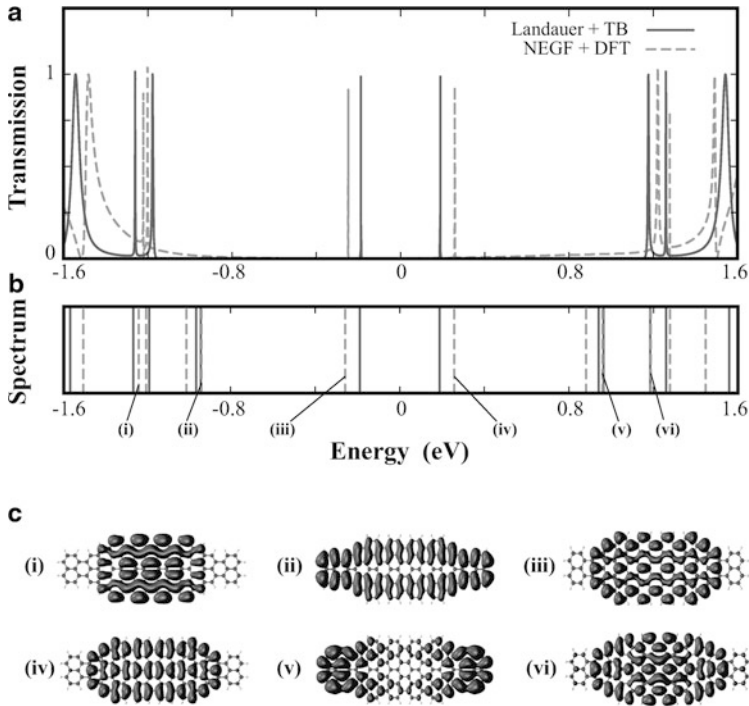 a
Landauer + TB
NEGF + DFT
Transmission
1
0
-1.6 -0.8 0 0.8 1.6
b
Spectrum
-1.6 -0.8 0 0.8 1.6
(i) (ii) (iii) (iv) (v) (vi)
Energy (eV)
c
(i) (ii) (iii)
(iv) (v) (vi)